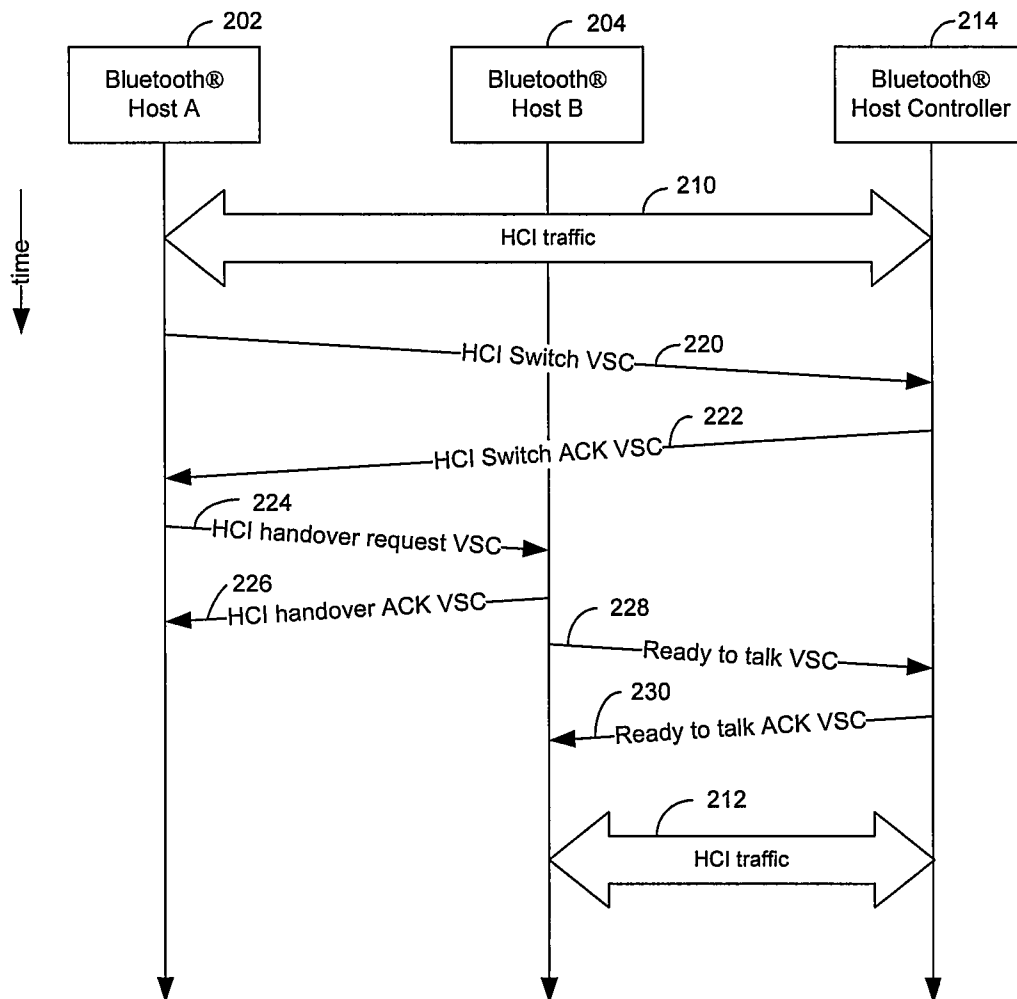 202
204
214
Bluetooth®
Host A
Bluetooth®
Host B
Bluetooth®
Host Controller
210
HCI traffic
time
HCI Switch VSC
220
222
HCI Switch ACK VSC
224
HCI handover request VSC
226
HCI handover ACK VSC
228
Ready to talk VSC
230
Ready to talk ACK VSC
212
HCI traffic